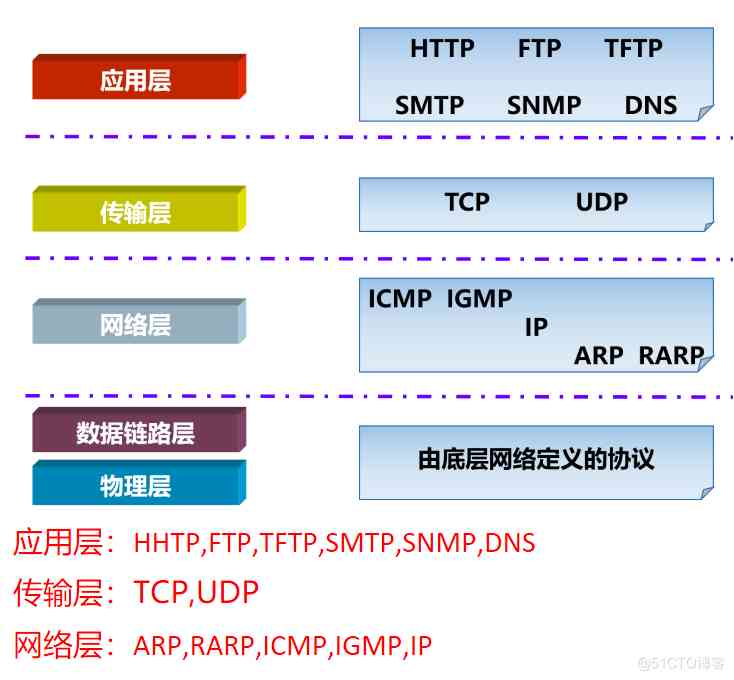 应用层
HTTP FTP TFTP
SMTP SNMP DNS
传输层
TCP UDP
网络层
ICMP IGMP
IP
ARP RARP
数据链路层
物理层
由底层网络定义的协议
应用层：HHTP,FTP,TFTP,SMTP,SNMP,DNS
传输层：TCP,UDP
网络层：ARP,RARP,ICMP,IGMP,IP
@51CTO博客